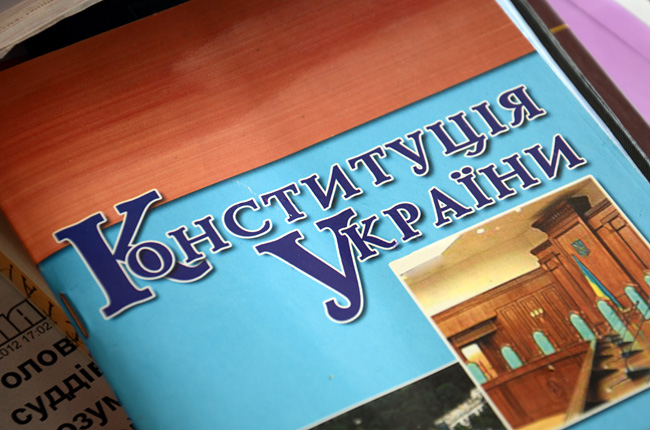 Конституція
України
2012 17:02
олов
суддів
озум